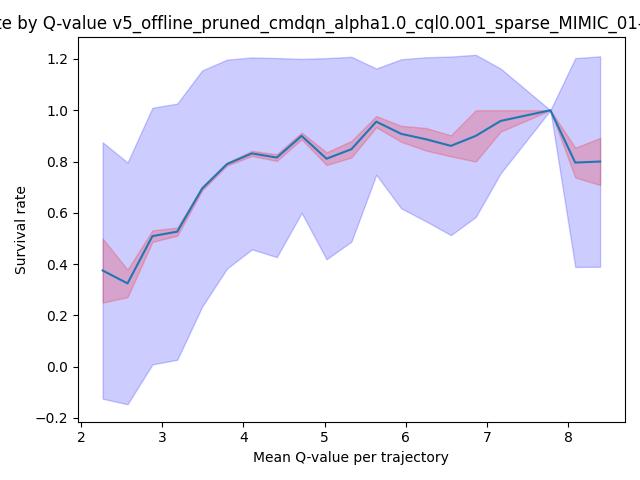 te by Q-value v5_offline_pruned_cmdqn_alpha1.0_cql0.001_sparse_MIMIC_01-
1.2
1.0
0.8
0.6
0.4
0.2
0.0
−0.2
Survival rate
2 3 4 5 6 7 8
Mean Q-value per trajectory